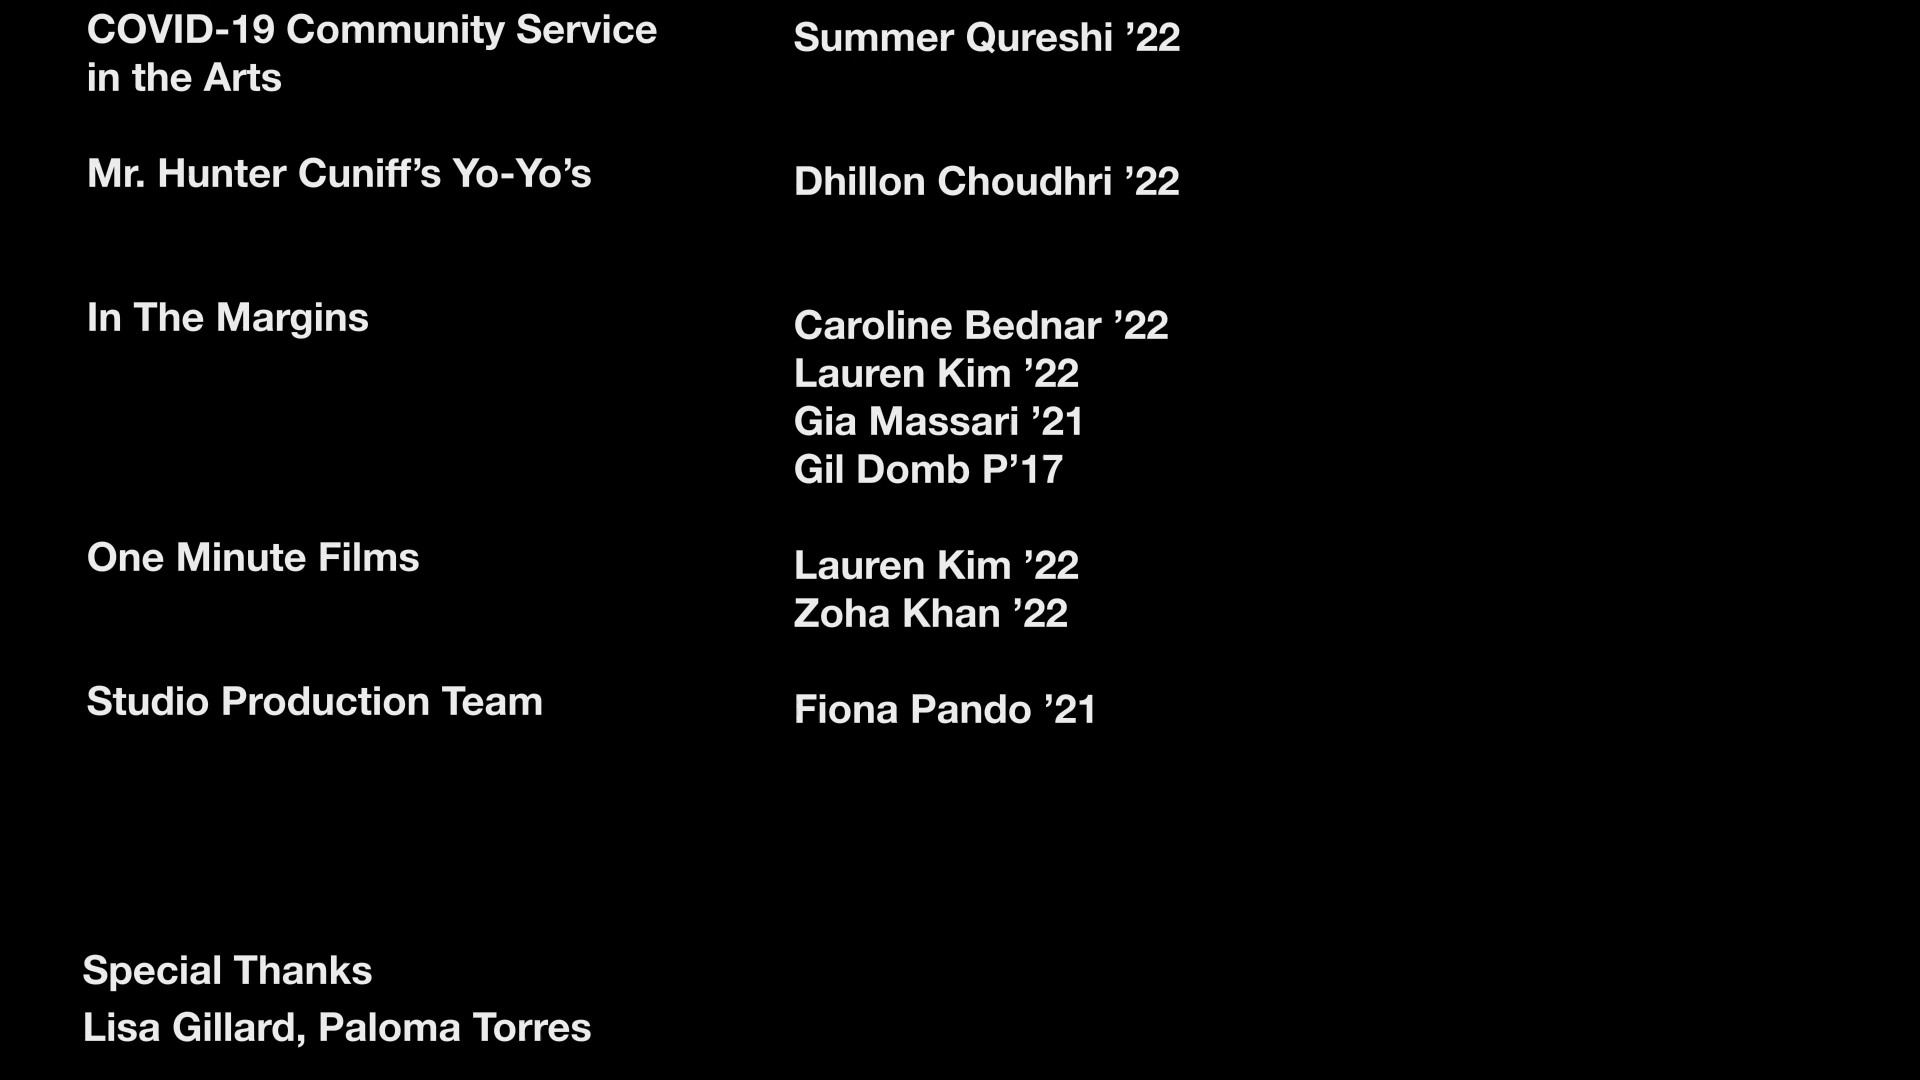 COVID-19 Community Service
in the Arts
Summer Qureshi ’22
Mr. Hunter Cuniff’s Yo-Yo’s
Dhillon Choudhri ’22
In The Margins
Caroline Bednar ’22
Lauren Kim ’22
Gia Massari ’21
Gil Domb P’17
One Minute Films
Lauren Kim ’22
Zoha Khan ’22
Studio Production Team
Fiona Pando ’21
Special Thanks
Lisa Gillard, Paloma Torres